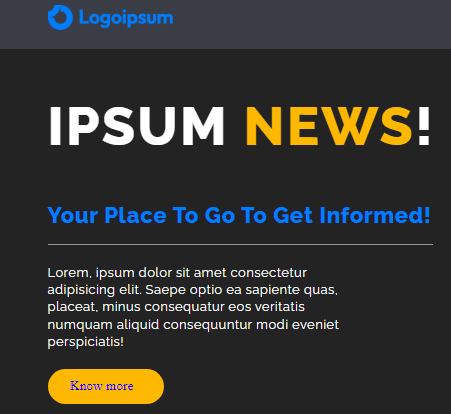 Logoipsum
IPSUM NEWS!
Your Place To Go To Get Informed!
Lorem, ipsum dolor sit amet consectetur
adipisicing elit. Saepe optio ea sapiente quas,
placeat, minus consequatur eos veritatis
numquam aliquid consequuntur modi eveniet
perspiciatis!
Know more